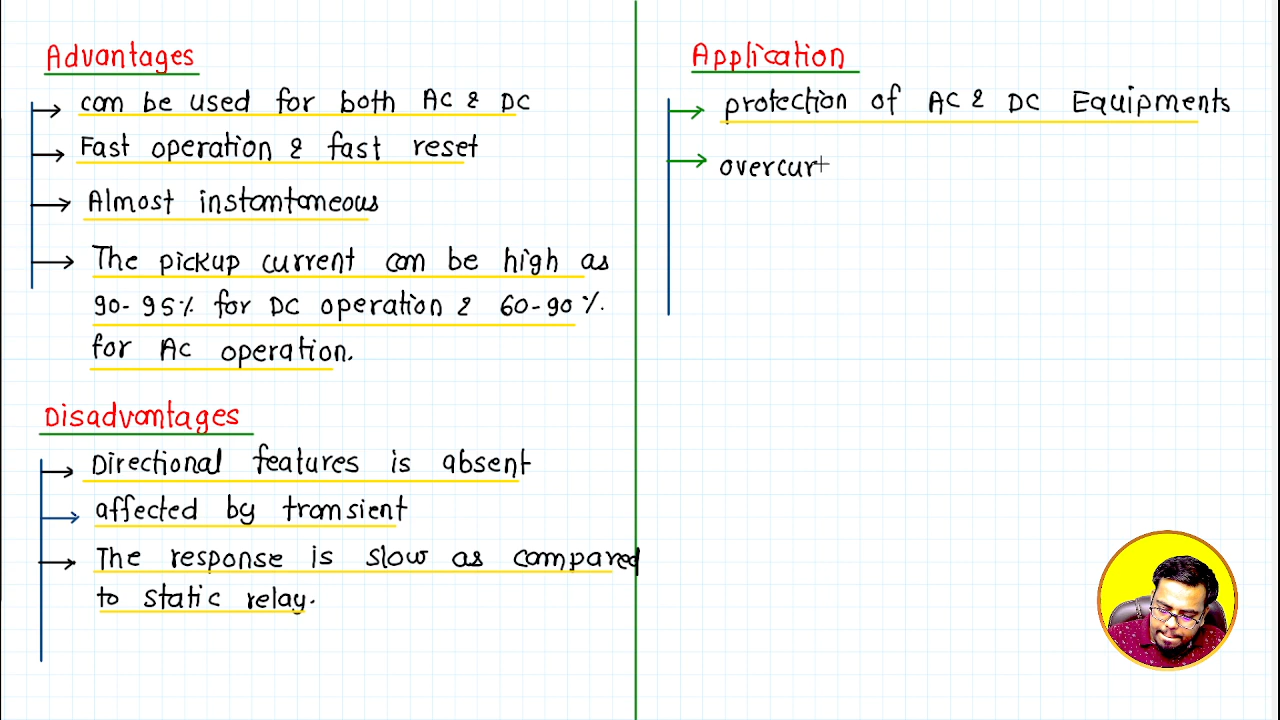 Advantages
can be used for both AC & DC
Fast operation & fast reset
Almost instantaneous
The pickup current can be high as
90-95% for DC operation & 60-90%.
for AC operation.
Disadvantages
Directional features is absent
affected by transient
The response is slow as compared
to static relay.
Application
protection of AC & DC Equipments
overcur